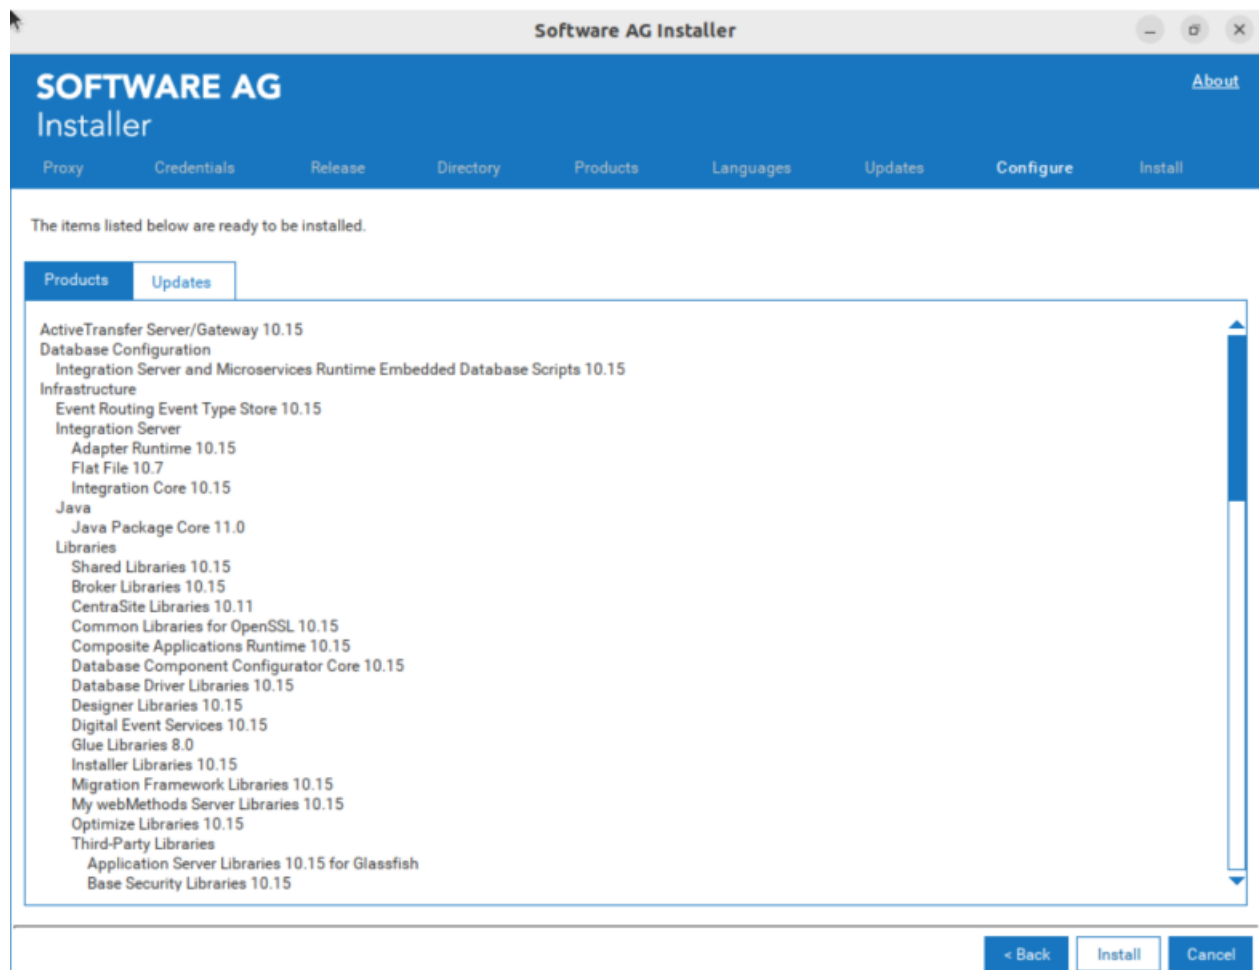 Software AG Installer
SOFTWARE AG
About
Installer
Proxy Credentials Release Directory Products Languages Updates Configure Install
The items listed below are ready to be installed.
Products Updates
ActiveTransfer Server/Gateway 10.15
Database Configuration
Integration Server and Microservices Runtime Embedded Database Scripts 10.15
Infrastructure
Event Routing Event Type Store 10.15
Integration Server
Adapter Runtime 10.15
Flat File 10.7
Integration Core 10.15
Java
Java Package Core 11.0
Libraries
Shared Libraries 10.15
Broker Libraries 10.15
CentraSite Libraries 10.11
Common Libraries for OpenSSL 10.15
Composite Applications Runtime 10.15
Database Component Configurator Core 10.15
Database Driver Libraries 10.15
Designer Libraries 10.15
Digital Event Services 10.15
Glue Libraries 8.0
Installer Libraries 10.15
Migration Framework Libraries 10.15
My webMethods Server Libraries 10.15
Optimize Libraries 10.15
Third-Party Libraries
Application Server Libraries 10.15 for Glassfish
Base Security Libraries 10.15
< Back Install Cancel